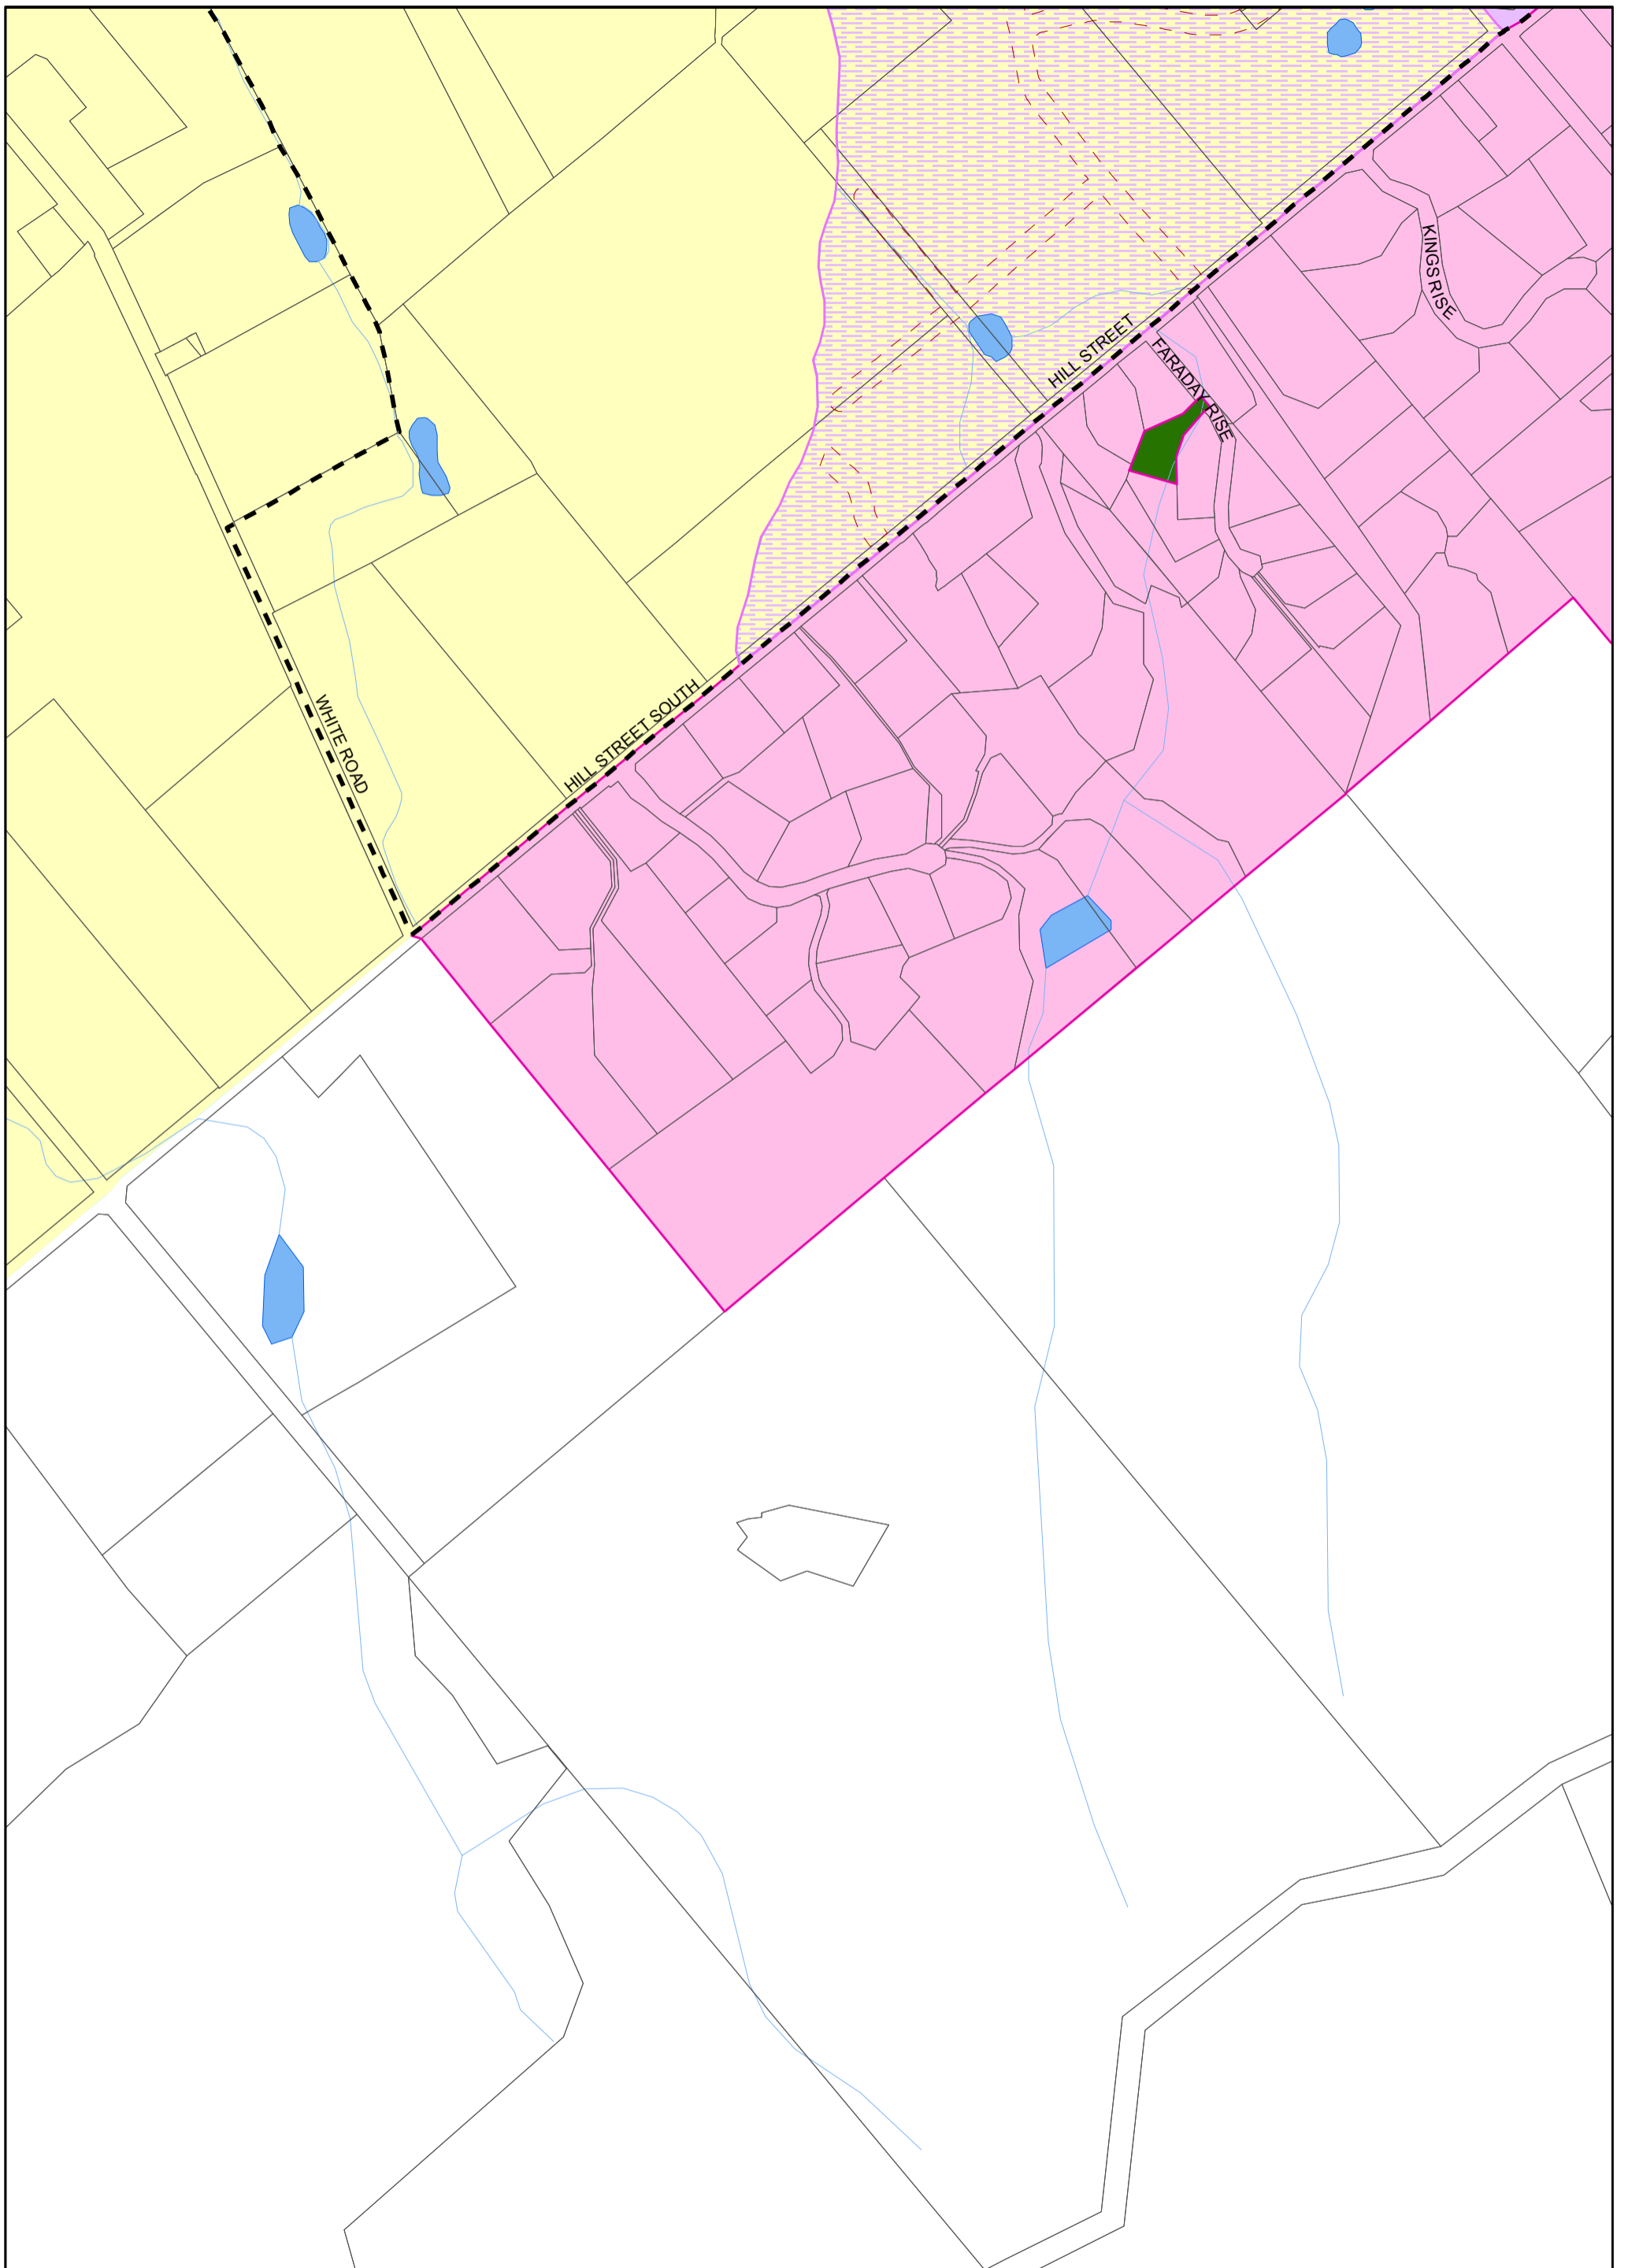 KINGS RISE
HILL STREET
FARADAY RISE
HILL STREET SOUTH
WHITE ROAD